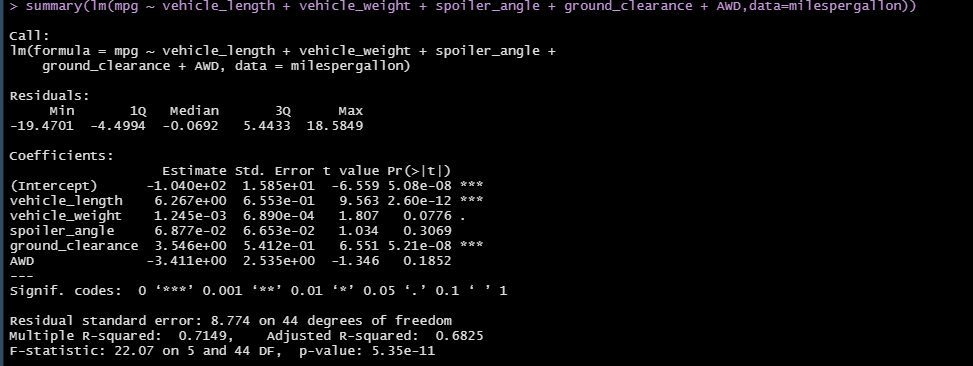 > summary(lm(mpg ~ vehicle_length + vehicle_weight + spoiler_angle + ground_clearance + AWD,data=milespergallon))
Call:
lm(formula = mpg ~ vehicle_length + vehicle_weight + spoiler_angle +
    ground_clearance + AWD, data = milespergallon)
Residuals:
     Min       1Q   Median       3Q      Max
-19.4701  -4.4994  -0.0692   5.4433  18.5849
Coefficients:
                   Estimate Std. Error t value Pr(>|t|)
(Intercept)      -1.040e+02  1.585e+01  -6.559 5.08e-08 ***
vehicle_length    6.267e+00  6.553e-01   9.563 2.60e-12 ***
vehicle_weight    1.245e-03  6.890e-04   1.807   0.0776 .
spoiler_angle     6.877e-02  6.653e-02   1.034   0.3069
ground_clearance  3.546e+00  5.412e-01   6.551 5.21e-08 ***
AWD              -3.411e+00  2.535e+00  -1.346   0.1852
---
Signif. codes:  0 ‘***’ 0.001 ‘**’ 0.01 ‘*’ 0.05 ‘.’ 0.1 ‘ ’ 1
Residual standard error: 8.774 on 44 degrees of freedom
Multiple R-squared:  0.7149,    Adjusted R-squared:  0.6825
F-statistic: 22.07 on 5 and 44 DF,  p-value: 5.35e-11